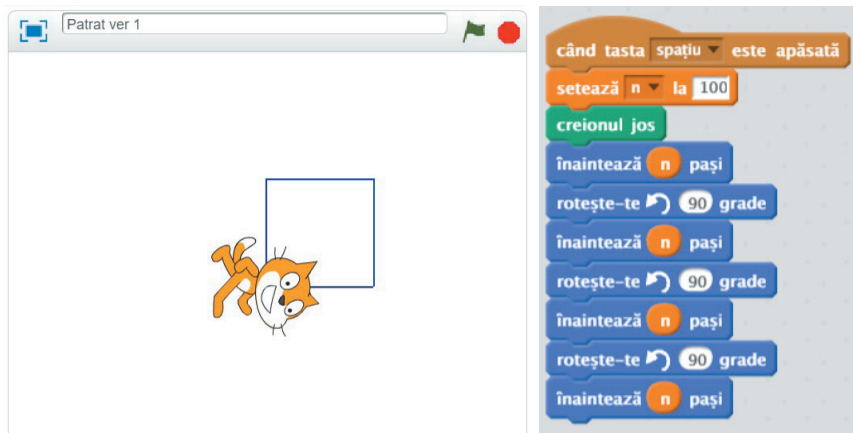 Patrat ver 1
când tasta spațiu este apăsată
setează n la 100
creionul jos
înaintează n pași
rotește-te 90 grade
înaintează n pași
rotește-te 90 grade
înaintează n pași
rotește-te 90 grade
înaintează n pași